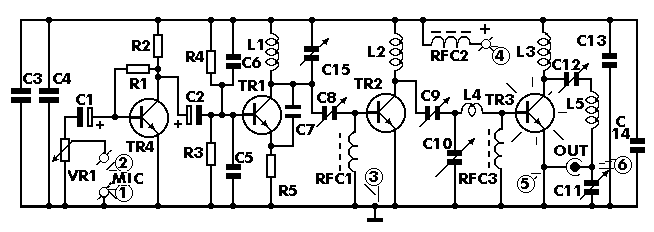 R2
R4
L1
L2
RFC2
+
4
L3
C13
C3
C4
R1
C6
C15
C12
C1
+
TR1
TR2
C8
C9
L4
TR3
L5
C2
+
C7
C
14
TR4
R3
C5
C10
OUT
VR1
2
MIC
1
R5
RFC1
3
RFC3
5
6
C11